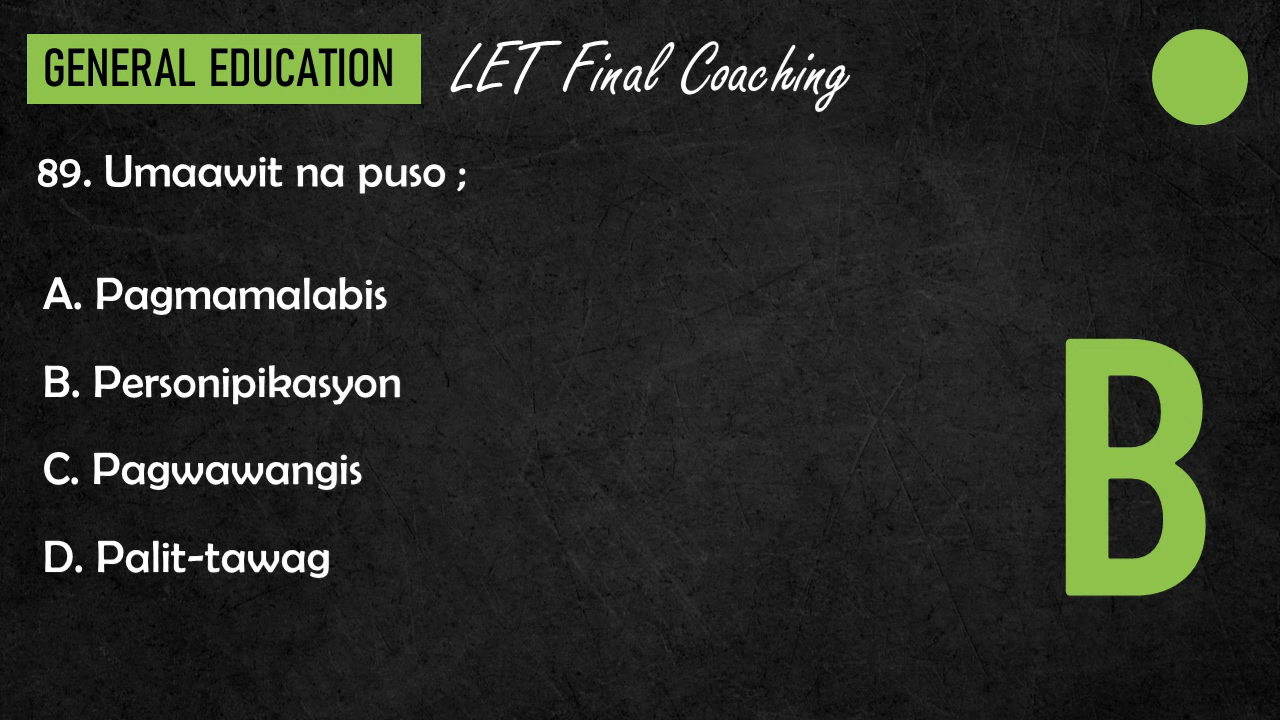 GENERAL EDUCATION LET Final Coaching
89. Umaawit na puso ;
A. Pagmamalabis
B. Personipikasyon
C. Pagwawangis
D. Palit-tawag
B